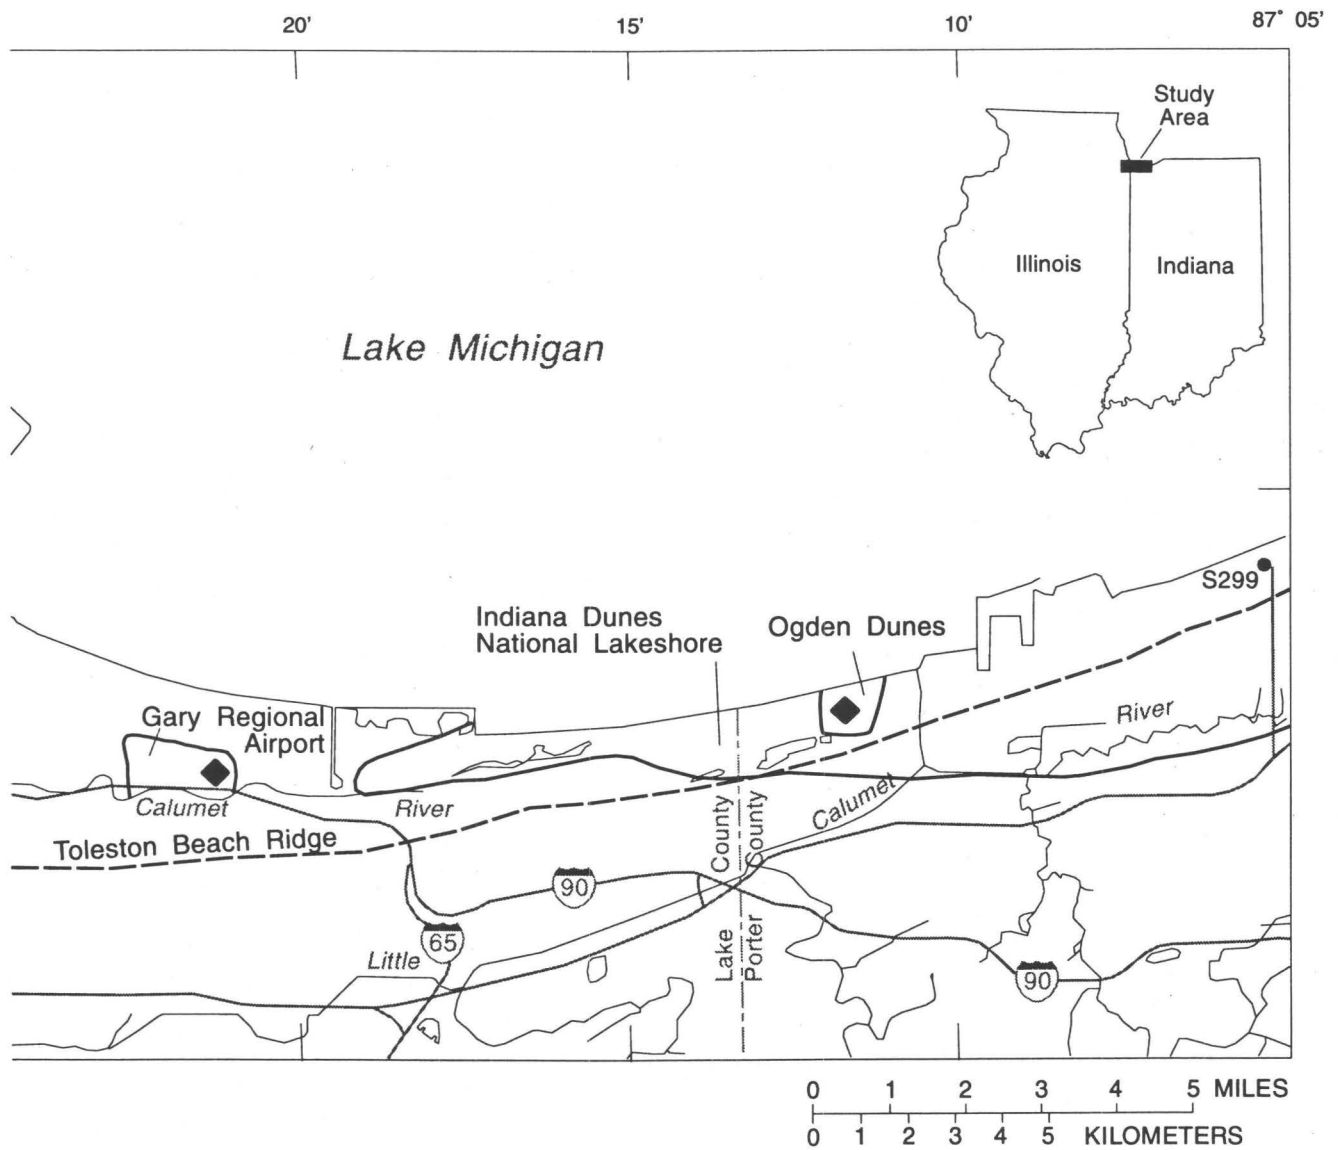 20'
15'
10'
87° 05'
Study
Area
Illinois
Indiana
Lake Michigan
S299
Indiana Dunes
National Lakeshore
Ogden Dunes
Gary Regional
Airport
River
Calumet
River
Calumet
Toleston Beach Ridge
County
County
90
65
Little
Lake
Porter
90
0 1 2 3 4 5 MILES
0 1 2 3 4 5 KILOMETERS